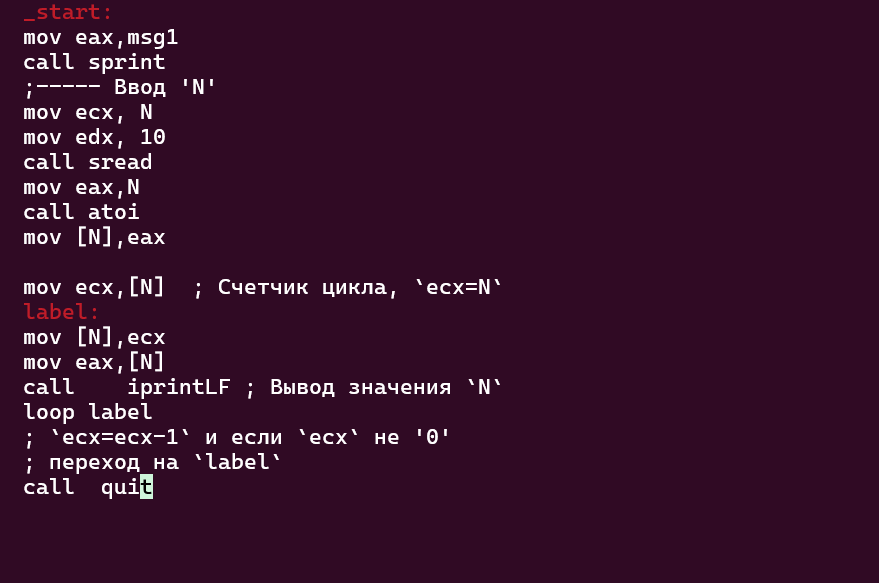 _start:
mov eax,msg1
call sprint
;----- Ввод 'N'
mov ecx, N
mov edx, 10
call sread
mov eax,N
call atoi
mov [N],eax

mov ecx,[N]  ; Счетчик цикла, `ecx=N`
label:
mov [N],ecx
mov eax,[N]
call    iprintLF ; Вывод значения `N`
loop label
; `ecx=ecx-1` и если `ecx` не '0'
; переход на `label`
call  quit